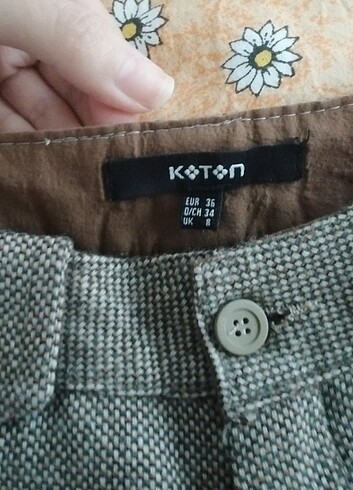 KOTON
EUR 36
D/CH 34
UK 8